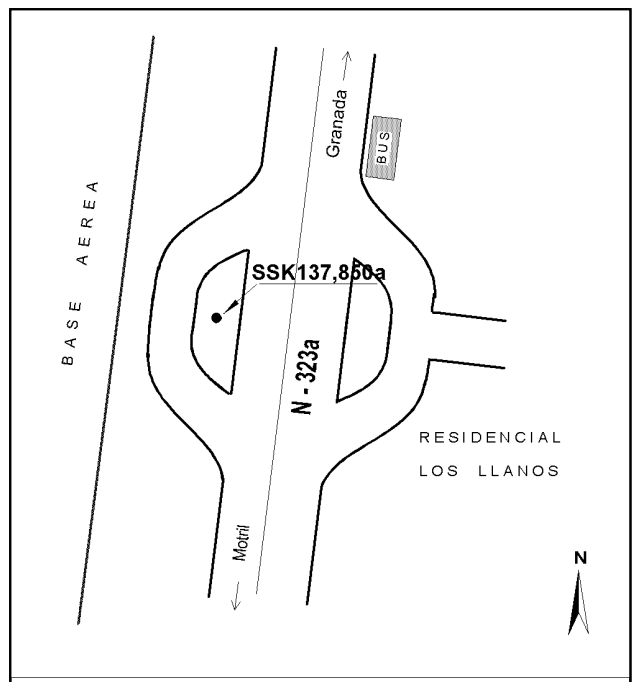 Granada
BUS
BASE AEREA
SSK137,850a
N - 323a
RESIDENCIAL
LOS LLANOS
Motril
N